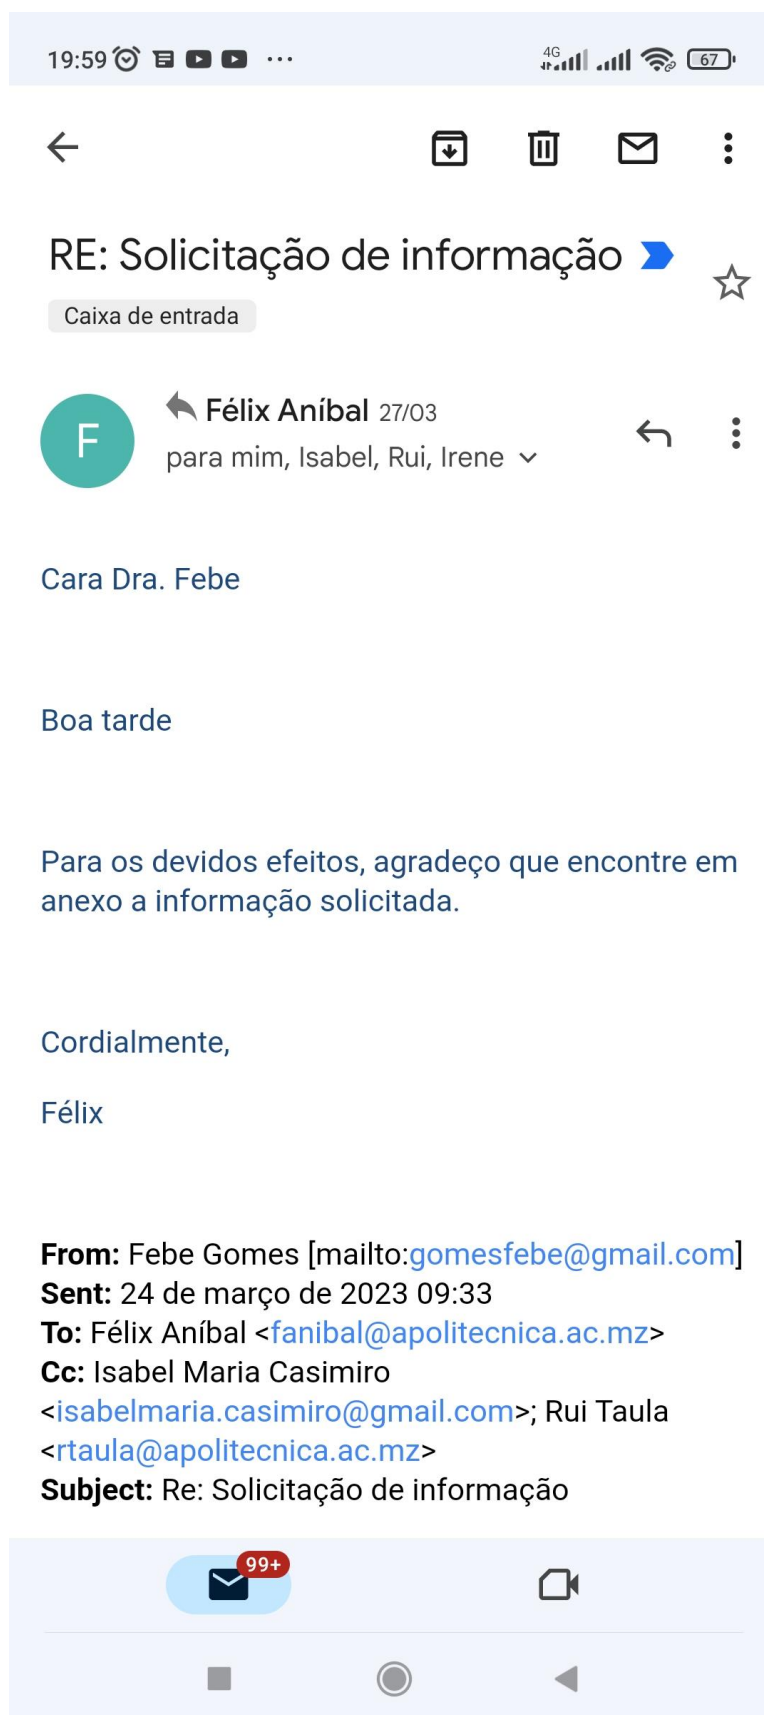 19:59 ...
4G
67
RE: Solicitação de informação
Caixa de entrada
F
Félix Aníbal 27/03
para mim, Isabel, Rui, Irene
Cara Dra. Febe
Boa tarde
Para os devidos efeitos, agradeço que encontre em
anexo a informação solicitada.
Cordialmente,
Félix
From: Febe Gomes [mailto:gomesfebe@gmail.com]
Sent: 24 de março de 2023 09:33
To: Félix Aníbal <fanibal@apolitecnica.ac.mz>
Cc: Isabel Maria Casimiro
<isabelmaria.casimiro@gmail.com>; Rui Taula
<rtaula@apolitecnica.ac.mz>
Subject: Re: Solicitação de informação
99+